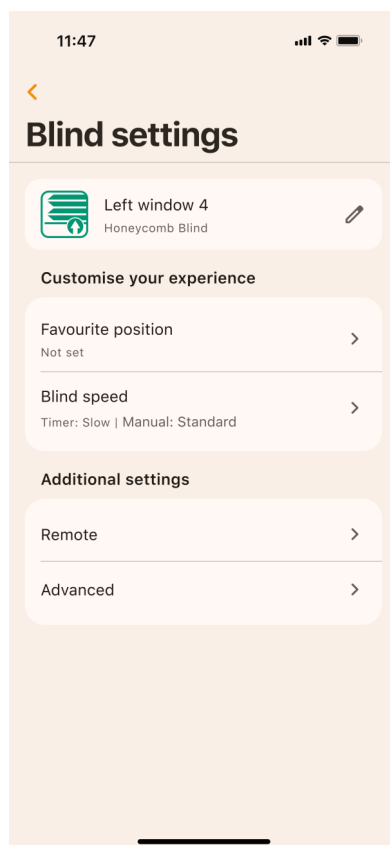 11:47
Blind settings
Left window 4
Honeycomb Blind
Customise your experience
Favourite position
Not set
Blind speed
Timer: Slow | Manual: Standard
Additional settings
Remote
Advanced